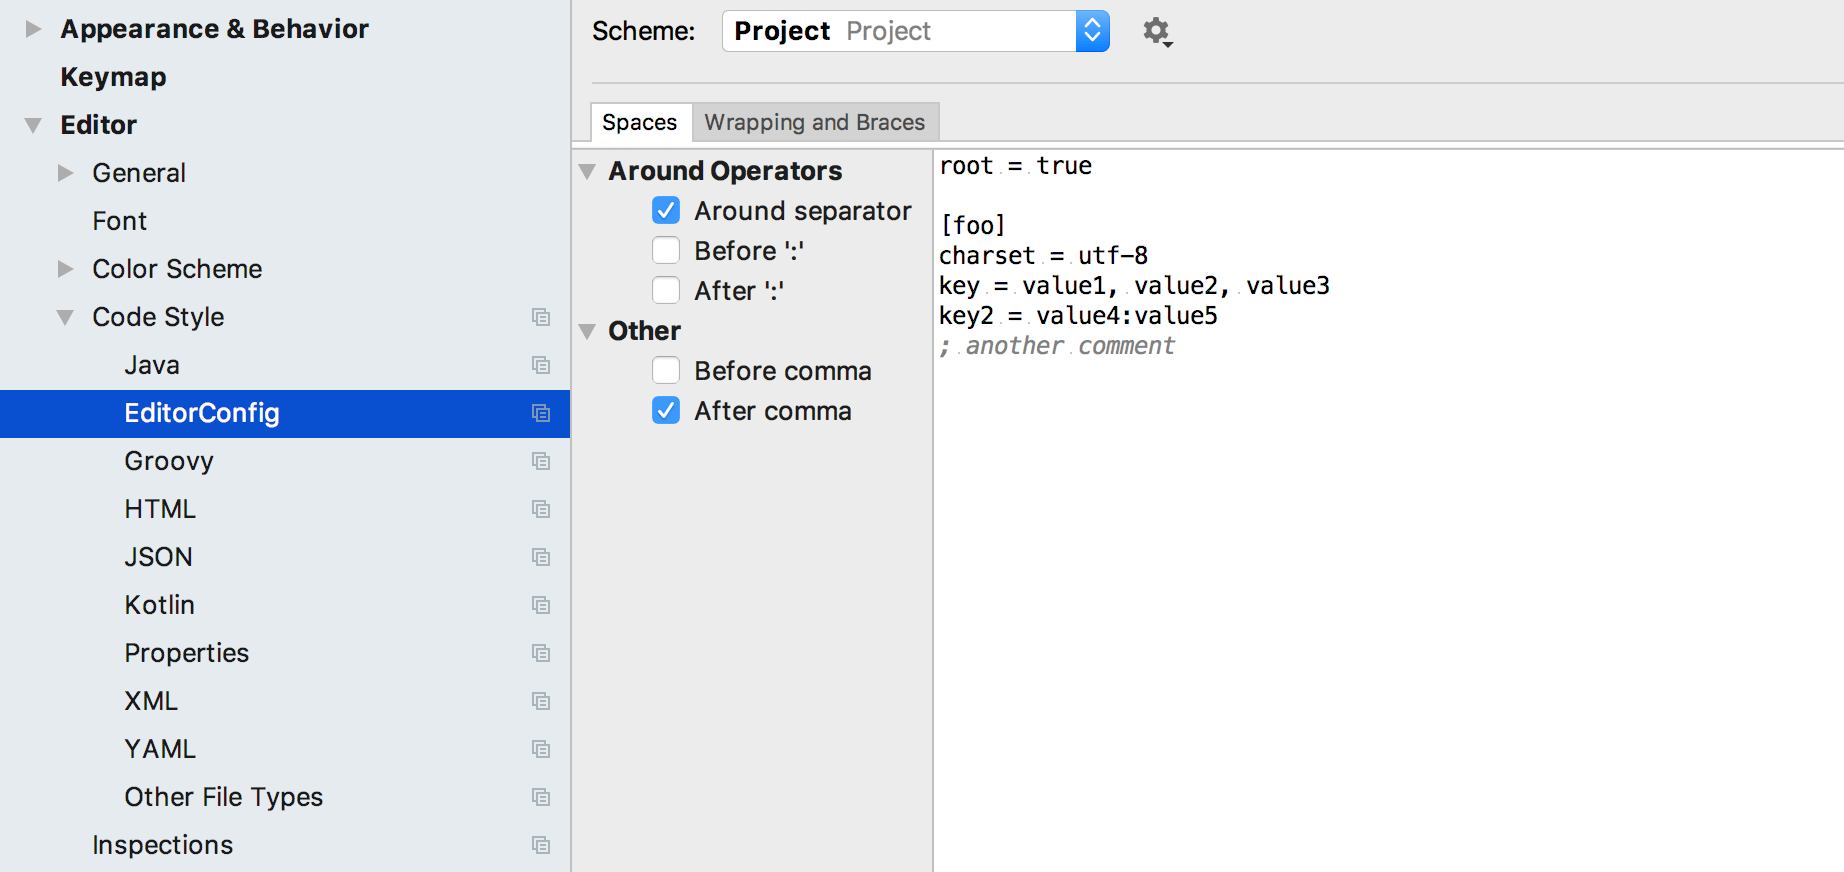 Appearance & Behavior
Keymap
Editor
General
Font
Color Scheme
Code Style
Java
EditorConfig
Groovy
HTML
JSON
Kotlin
Properties
XML
YAML
Other File Types
Inspections
Scheme: Project Project
Spaces Wrapping and Braces
Around Operators
Around separator
Before ':'
After ':'
Other
Before comma
After comma
root = true
[foo]
charset = utf-8
key = value1, value2, value3
key2 = value4:value5
; another comment